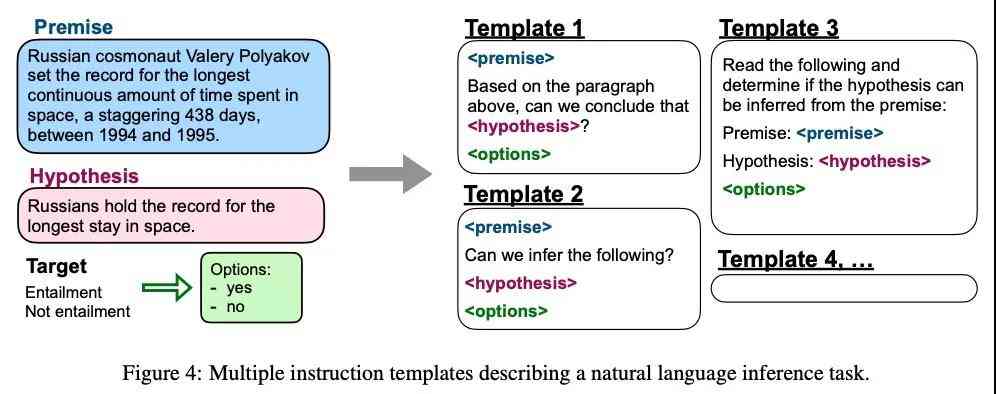 Premise
Russian cosmonaut Valery Polyakov
set the record for the longest
continuous amount of time spent in
space, a staggering 438 days,
between 1994 and 1995.
Hypothesis
Russians hold the record for the
longest stay in space.
Target
Entailment
Not entailment
Options:
- yes
- no
Template 1
<premise>
Based on the paragraph
above, can we conclude that
<hypothesis>?
<options>
Template 2
<premise>
Can we infer the following?
<hypothesis>
<options>
Template 3
Read the following and
determine if the hypothesis can
be inferred from the premise:
Premise: <premise>
Hypothesis: <hypothesis>
<options>
Template 4, ...
Figure 4: Multiple instruction templates describing a natural language inference task.